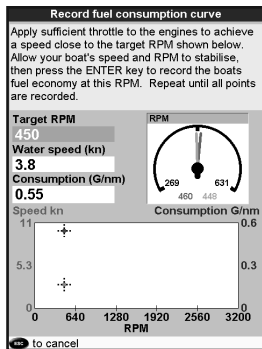 Record fuel consumption curve
Apply sufficient throttle to the engines to achieve
a speed close to the target RPM shown below.
Allow your boat's speed and RPM to stabilise,
then press the ENTER key to record the boats
fuel economy at this RPM. Repeat until all points
are recorded.
Target RPM
450
Water speed (kn)
3.8
Consumption (G/nm)
0.55
RPM
269
631
460 448
Speed kn
Consumption G/nm
11
0.6
5.3
0.3
0
0
0 640 1280 1920 2560 3200
RPM
ESC to cancel